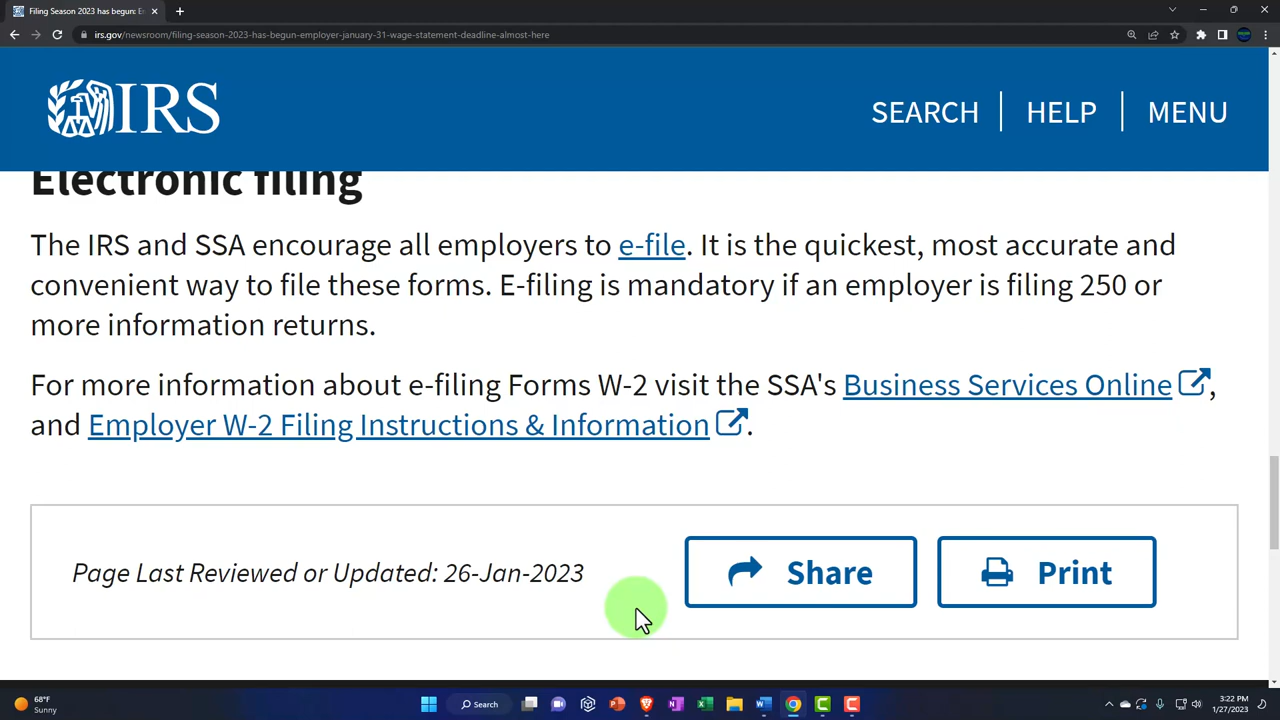 Filing Season 2023 has begun: E
irs.gov/newsroom/filing-season-2023-has-begun-employer-january-31-wage-statement-deadline-almost-here
IRS
SEARCH
HELP
MENU
Electronic filing
The IRS and SSA encourage all employers to e-file. It is the quickest, most accurate and
convenient way to file these forms. E-filing is mandatory if an employer is filing 250 or
more information returns.
For more information about e-filing Forms W-2 visit the SSA's Business Services Online,
and Employer W-2 Filing Instructions & Information.
Page Last Reviewed or Updated: 26-Jan-2023
Share
Print
68°F
Sunny
Search
3:22 PM
1/27/2023